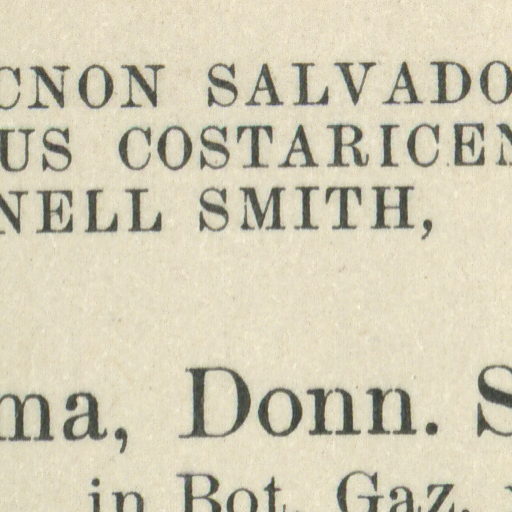 CNON SALVADO
US COSTARICEN
NELL SMITH,
ma, Donn. S
in Bot. Gaz.